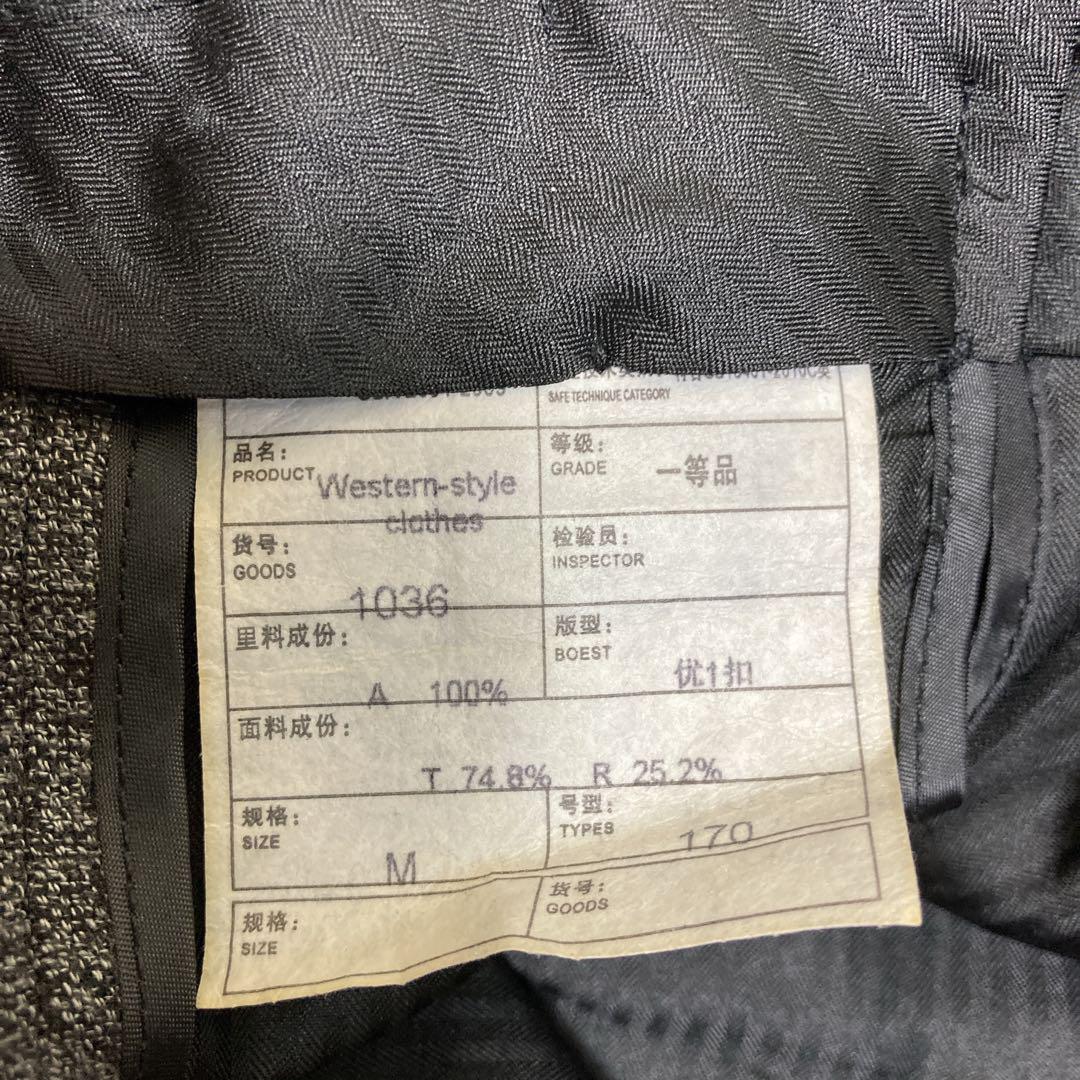 SAFE TECHNIQUE CATEGORY
品名：
PRODUCT
Western-style
clothes
等级：
GRADE
一等品
货号：
GOODS
1036
检验员：
INSPECTOR
里料成份：
A 100%
版型：
BOEST
优1扣
面料成份：
T 74.8% R 25.2%
规格：
SIZE
M
号型：
TYPES
170
规格：
SIZE
货号：
GOODS